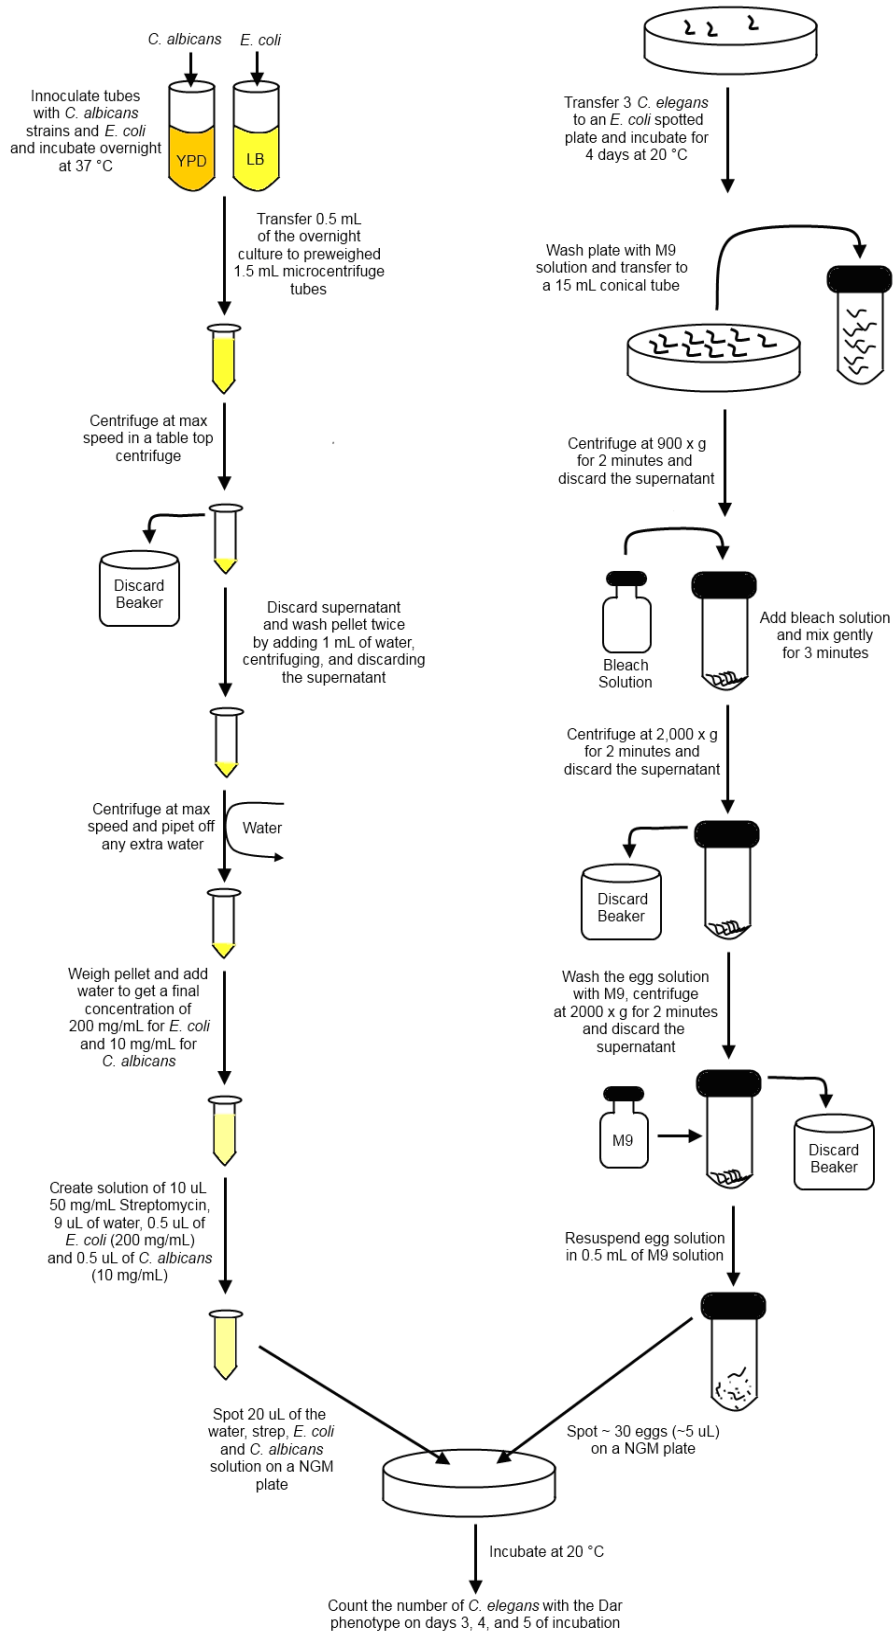 C. albicans
E. coli
Innoculate tubes
with C. albicans
strains and E. coli
and incubate overnight
at 37 °C
YPD
LB
Transfer 0.5 mL
of the overnight
culture to preweighed
1.5 mL microcentrifuge
tubes
Centrifuge at max
speed in a table top
centrifuge
Discard
Beaker
Discard supernatant
and wash pellet twice
by adding 1 mL of water,
centrifuging, and discarding
the supernatant
Centrifuge at max
speed and pipet off
any extra water
Water
Weigh pellet and add
water to get a final
concentration of
200 mg/mL for E. coli
and 10 mg/mL for
C. albicans
Create solution of 10 uL
50 mg/mL Streptomycin,
9 uL of water, 0.5 uL of
E. coli (200 mg/mL)
and 0.5 uL of C. albicans
(10 mg/mL)
Spot 20 uL of the
water, strep, E. coli
and C. albicans
solution on a NGM
plate
Transfer 3 C. elegans
to an E. coli spotted
plate and incubate for
4 days at 20 °C
Wash plate with M9
solution and transfer to
a 15 mL conical tube
Centrifuge at 900 x g
for 2 minutes and
discard the supernatant
Bleach
Solution
Add bleach solution
and mix gently
for 3 minutes
Centrifuge at 2,000 x g
for 2 minutes and
discard the supernatant
Discard
Beaker
Wash the egg solution
with M9, centrifuge
at 2000 x g for 2 minutes
and discard the
supernatant
M9
Discard
Beaker
Resuspend egg solution
in 0.5 mL of M9 solution
Spot ~ 30 eggs (~5 uL)
on a NGM plate
Incubate at 20 °C
Count the number of C. elegans with the Dar
phenotype on days 3, 4, and 5 of incubation